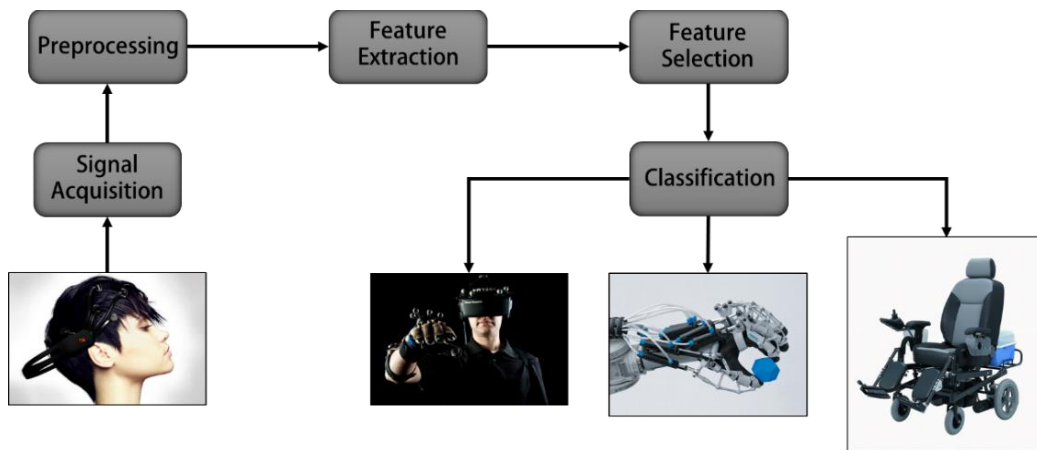 Preprocessing
Feature
Extraction
Feature
Selection
Signal
Acquisition
Classification